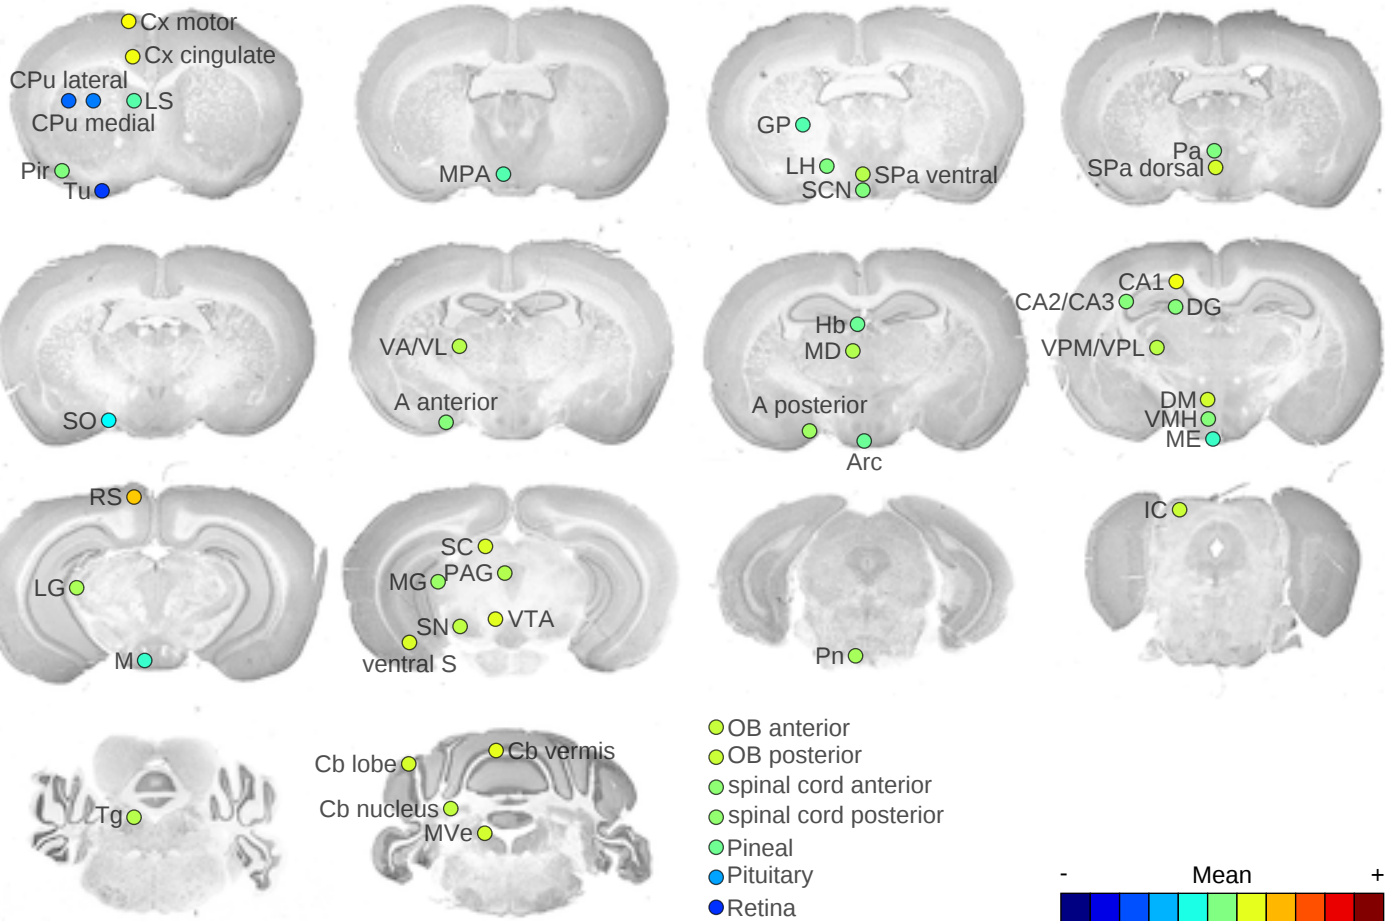 Cx motor
Cx cingulate
CPu lateral
LS
CPu medial
Pir
Tu
MPA
GP
LH
SPa ventral
SCN
Pa
SPa dorsal
SO
VA/VL
A anterior
Hb
MD
A posterior
Arc
CA1
CA2/CA3
DG
VPM/VPL
DM
VMH
ME
RS
LG
M
SC
MG
PAG
SN
VTA
ventral S
Pn
IC
Tg
Cb lobe
Cb vermis
Cb nucleus
MVe
OB anterior
OB posterior
spinal cord anterior
spinal cord posterior
Pineal
Pituitary
Retina
- Mean +